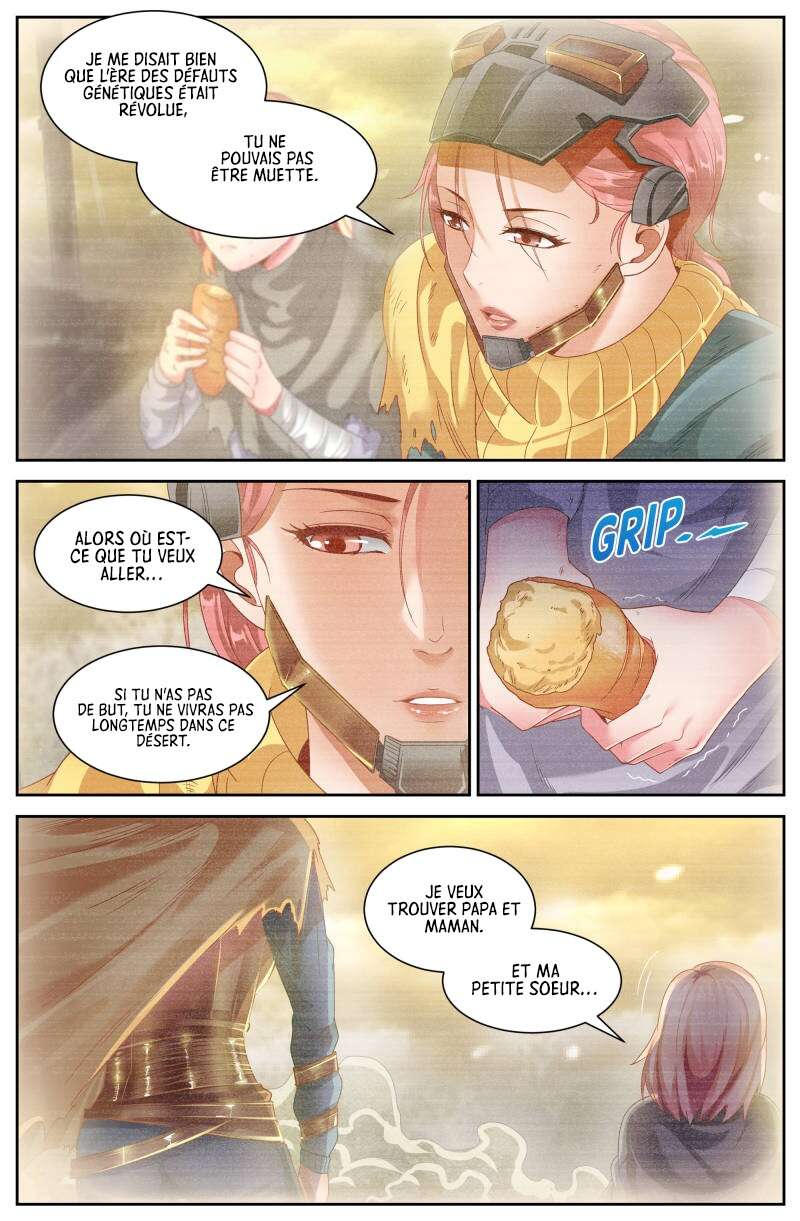 JE ME DISAIT BIEN
QUE L'ÈRE DES DÉFAUTS
GÉNÉTIQUES ÉTAIT
RÉVOLUE,
TU NE
POUVAIS PAS
ÊTRE MUETTE.
ALORS OÙ EST-
CE QUE TU VEUX
ALLER...
SI TU N'AS PAS
DE BUT, TU NE VIVRAS PAS
LONGTEMPS DANS CE
DÉSERT.
GRIP...
JE VEUX
TROUVER PAPA ET
MAMAN.
ET MA
PETITE SOEUR...